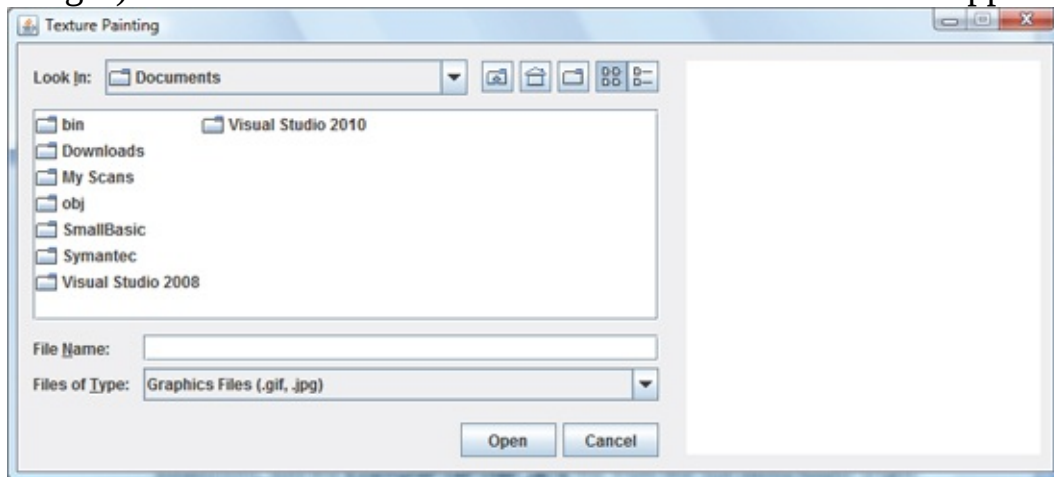 Texture Painting
Look In: Documents
bin Visual Studio 2010
Downloads
My Scans
obj
SmallBasic
Symantec
Visual Studio 2008
File Name:
Files of Type: Graphics Files (.gif, .jpg)
Open Cancel